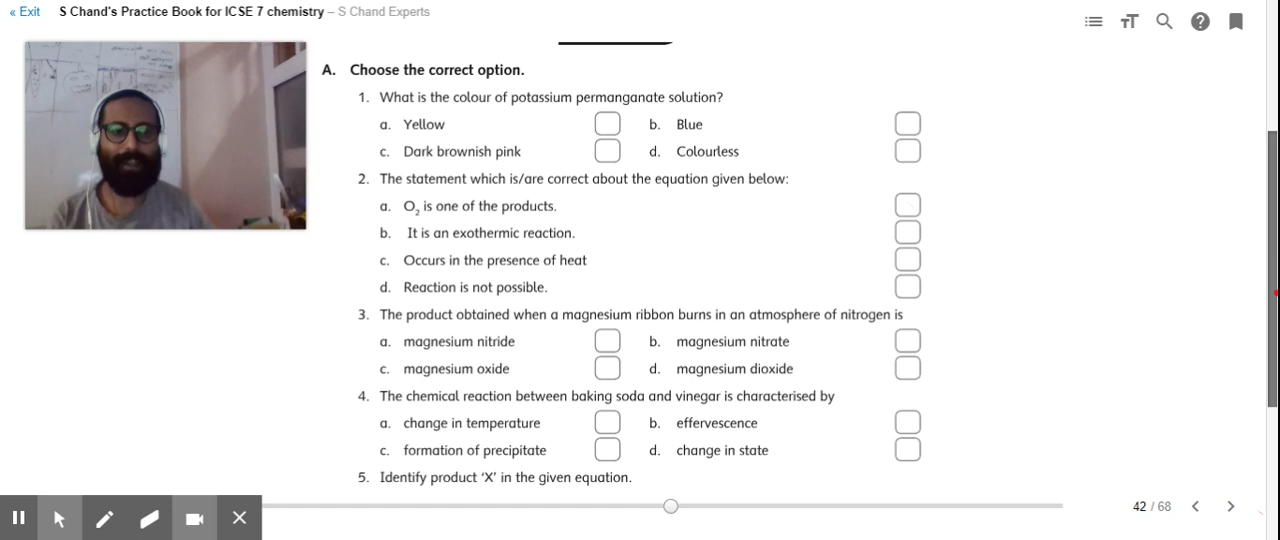 « Exit S Chand's Practice Book for ICSE 7 chemistry – S Chand Experts
A. Choose the correct option.
1. What is the colour of potassium permanganate solution?
a. Yellow b. Blue
c. Dark brownish pink d. Colourless
2. The statement which is/are correct about the equation given below:
a. O₂ is one of the products.
b. It is an exothermic reaction.
c. Occurs in the presence of heat
d. Reaction is not possible.
3. The product obtained when a magnesium ribbon burns in an atmosphere of nitrogen is
a. magnesium nitride b. magnesium nitrate
c. magnesium oxide d. magnesium dioxide
4. The chemical reaction between baking soda and vinegar is characterised by
a. change in temperature b. effervescence
c. formation of precipitate d. change in state
5. Identify product ‘X’ in the given equation.
42 / 68